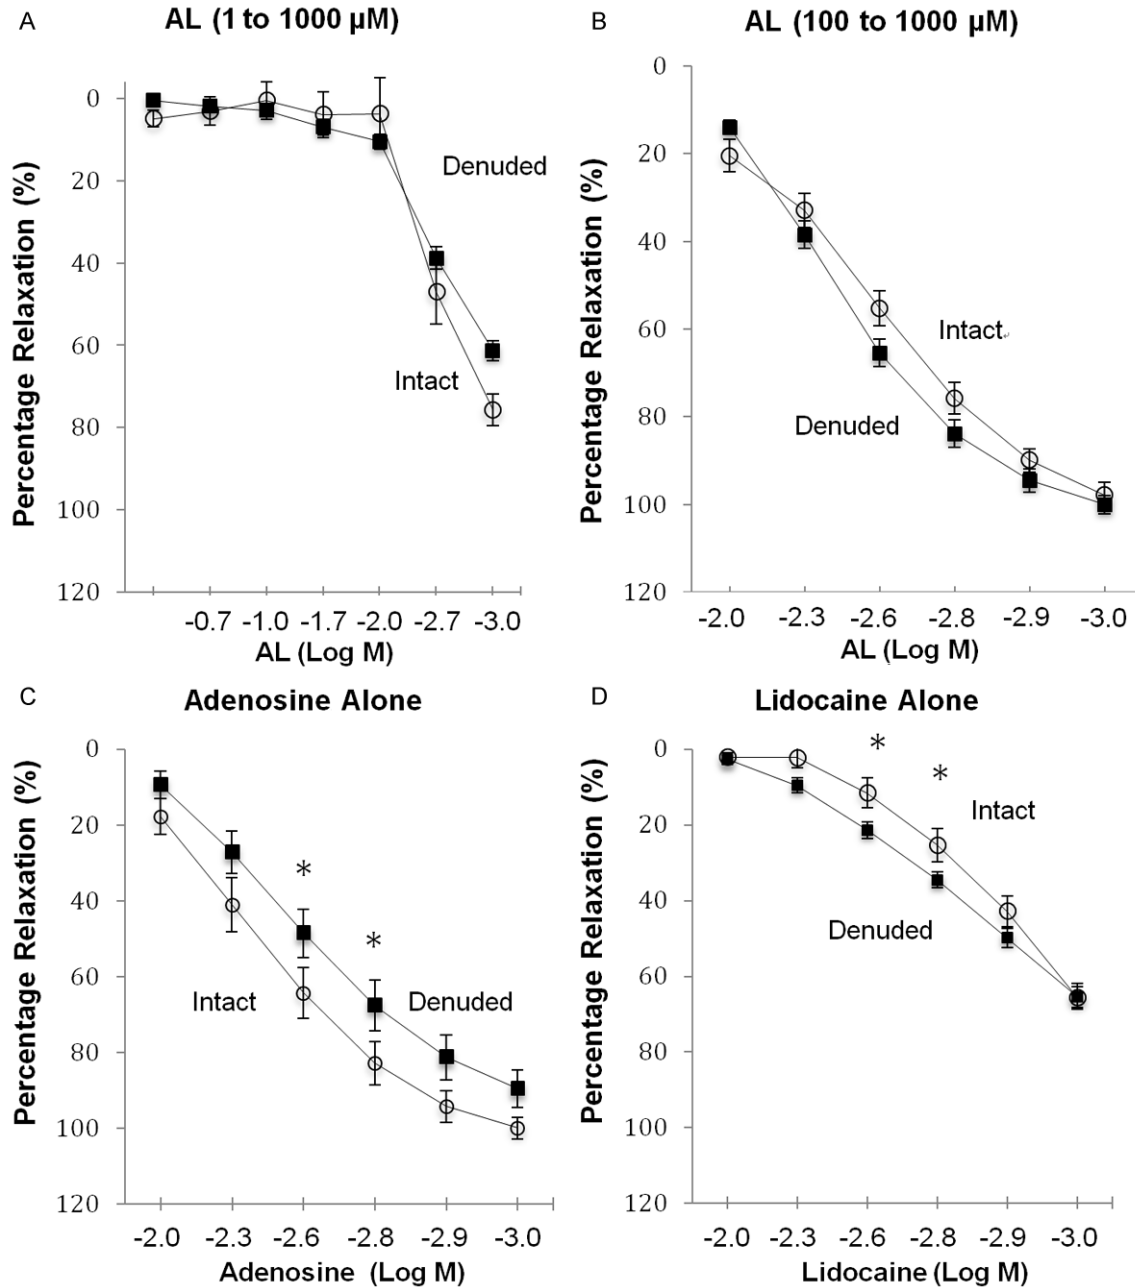 A
AL (1 to 1000 µM)
Percentage Relaxation (%)
0
20
40
60
80
100
120
Denuded
Intact
-0.7 -1.0 -1.7 -2.0 -2.7 -3.0
AL (Log M)
B
AL (100 to 1000 µM)
Percentage Relaxation (%)
0
20
40
60
80
100
120
Intact
Denuded
-2.0 -2.3 -2.6 -2.8 -2.9 -3.0
AL (Log M)
C
Adenosine Alone
Percentage Relaxation (%)
0
20
40
60
80
100
120
*
*
Intact
Denuded
-2.0 -2.3 -2.6 -2.8 -2.9 -3.0
Adenosine (Log M)
D
Lidocaine Alone
Percentage Relaxation (%)
0
20
40
60
80
100
120
*
*
Intact
Denuded
-2.0 -2.3 -2.6 -2.8 -2.9 -3.0
Lidocaine (Log M)